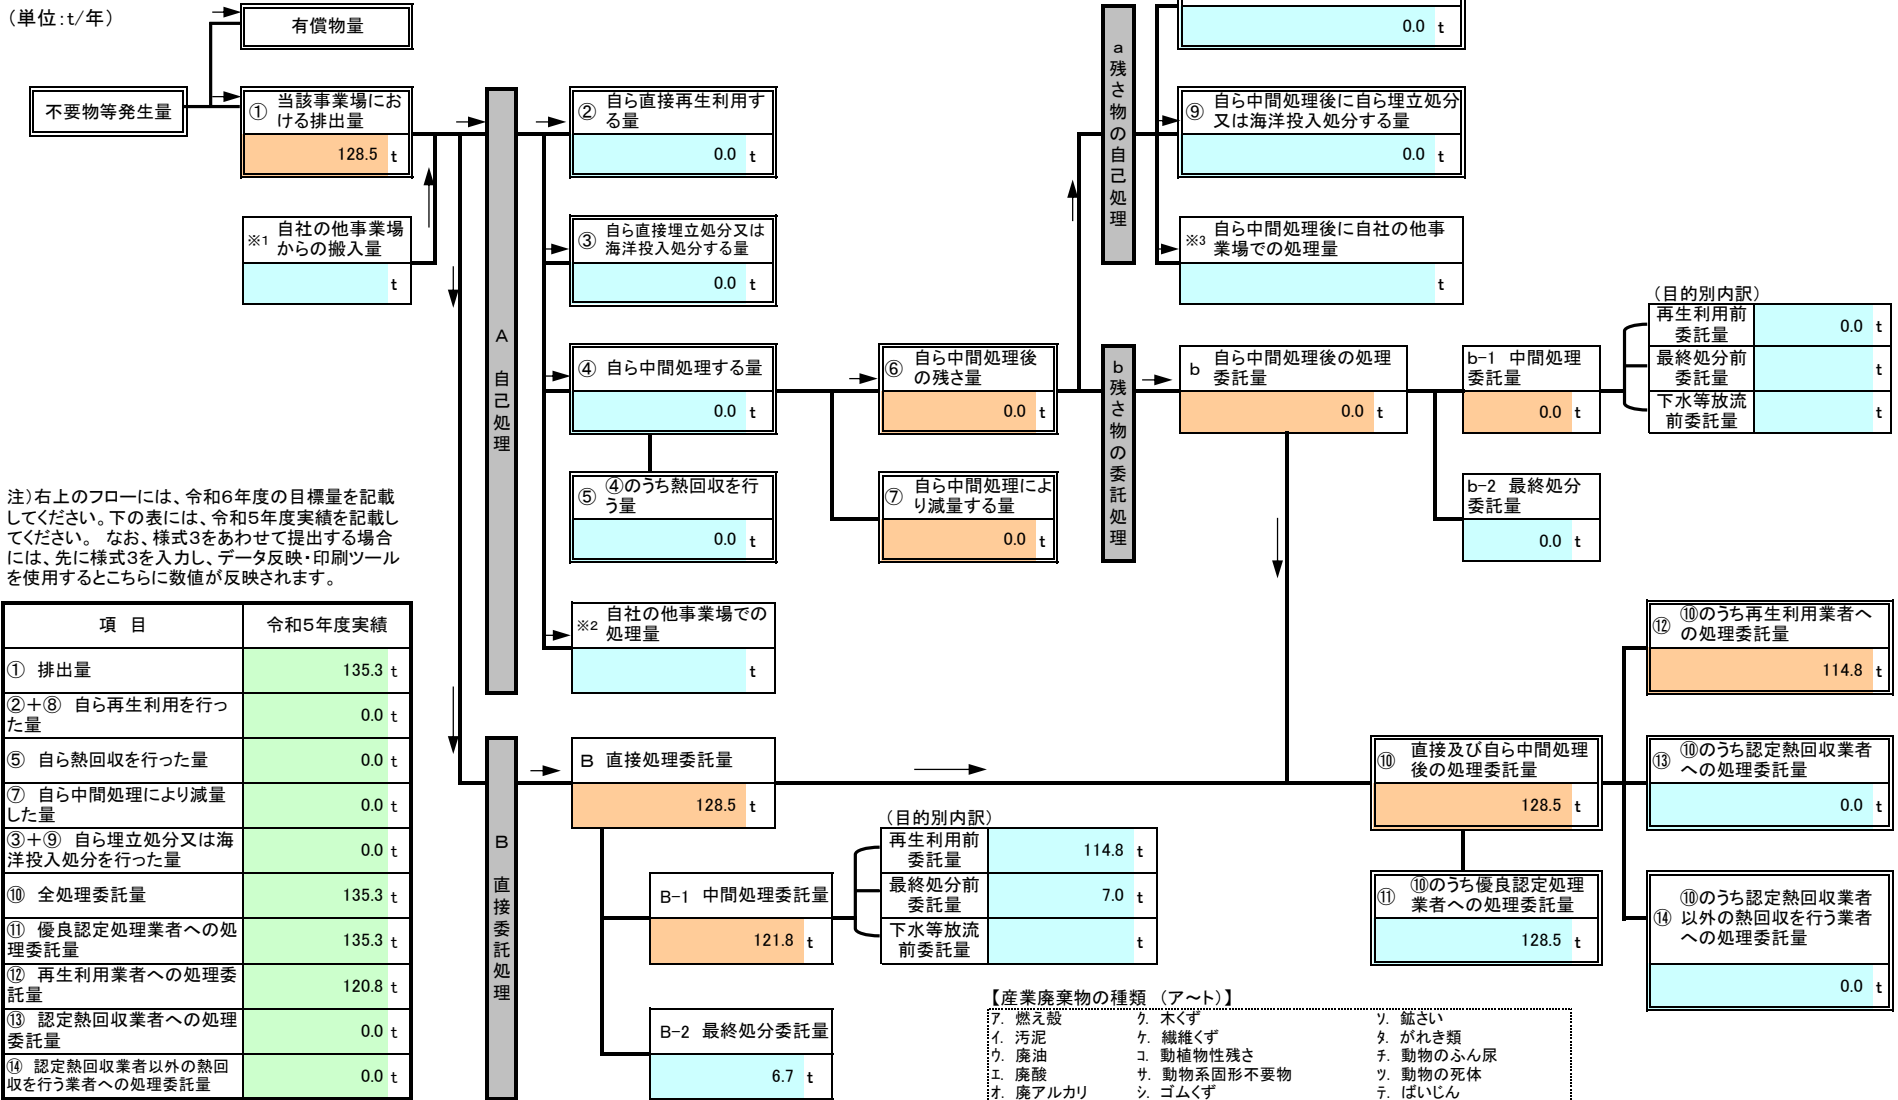 (単位:t/年)
有償物量
不要物等発生量
① 当該事業場にお
ける排出量
128.5 t
※1 自社の他事業場
からの搬入量
t
A 自己処理
② 自ら直接再生利用す
る量
0.0 t
③ 自ら直接埋立処分又は
海洋投入処分する量
0.0 t
④ 自ら中間処理する量
0.0 t
⑤ ④のうち熱回収を行
う量
0.0 t
※2 自社の他事業場での
処理量
t
⑥ 自ら中間処理後
の残さ量
0.0 t
⑦ 自ら中間処理によ
り減量する量
0.0 t
a 残さ物の自己処理
0.0 t
⑨ 自ら中間処理後に自ら埋立処分
又は海洋投入処分する量
0.0 t
※3 自ら中間処理後に自社の他事
業場での処理量
t
b 残さ物の委託処理
b 自ら中間処理後の処理
委託量
0.0 t
b-1 中間処理
委託量
0.0 t
(目的別内訳)
再生利用前
委託量
0.0 t
最終処分前
委託量
t
下水等放流
前委託量
t
b-2 最終処分
委託量
0.0 t
注)右上のフローには、令和6年度の目標量を記載
してください。下の表には、令和5年度実績を記載し
てください。 なお、様式3をあわせて提出する場合
には、先に様式3を入力し、データ反映・印刷ツール
を使用するとこちらに数値が反映されます。
項 目 令和5年度実績
① 排出量 135.3 t
②+⑧ 自ら再生利用を行っ
た量
0.0 t
⑤ 自ら熱回収を行った量 0.0 t
⑦ 自ら中間処理により減量
した量
0.0 t
③+⑨ 自ら埋立処分又は海
洋投入処分を行った量
0.0 t
⑩ 全処理委託量 135.3 t
⑪ 優良認定処理業者への処
理委託量
135.3 t
⑫ 再生利用業者への処理委
託量
120.8 t
⑬ 認定熱回収業者への処理
委託量
0.0 t
⑭ 認定熱回収業者以外の熱回
収を行う業者への処理委託量
0.0 t
B 直接委託処理
B 直接処理委託量
128.5 t
B-1 中間処理委託量
121.8 t
(目的別内訳)
再生利用前
委託量
114.8 t
最終処分前
委託量
7.0 t
下水等放流
前委託量
t
B-2 最終処分委託量
6.7 t
⑩ 直接及び自ら中間処理
後の処理委託量
128.5 t
⑪ ⑩のうち優良認定処理
業者への処理委託量
128.5 t
⑫ ⑩のうち再生利用業者へ
の処理委託量
114.8 t
⑬ ⑩のうち認定熱回収業者
への処理委託量
0.0 t
⑭ ⑩のうち認定熱回収業者
以外の熱回収を行う業者
への処理委託量
0.0 t
【産業廃棄物の種類 (ア~ト)】
ア. 燃え殻 ク. 木くず ソ. 鉱さい
イ. 汚泥 ケ. 繊維くず タ. がれき類
ウ. 廃油 コ. 動植物性残さ チ. 動物のふん尿
エ. 廃酸 サ. 動物系固形不要物 ツ. 動物の死体
オ. 廃アルカリ シ. ゴムくず テ. ばいじん